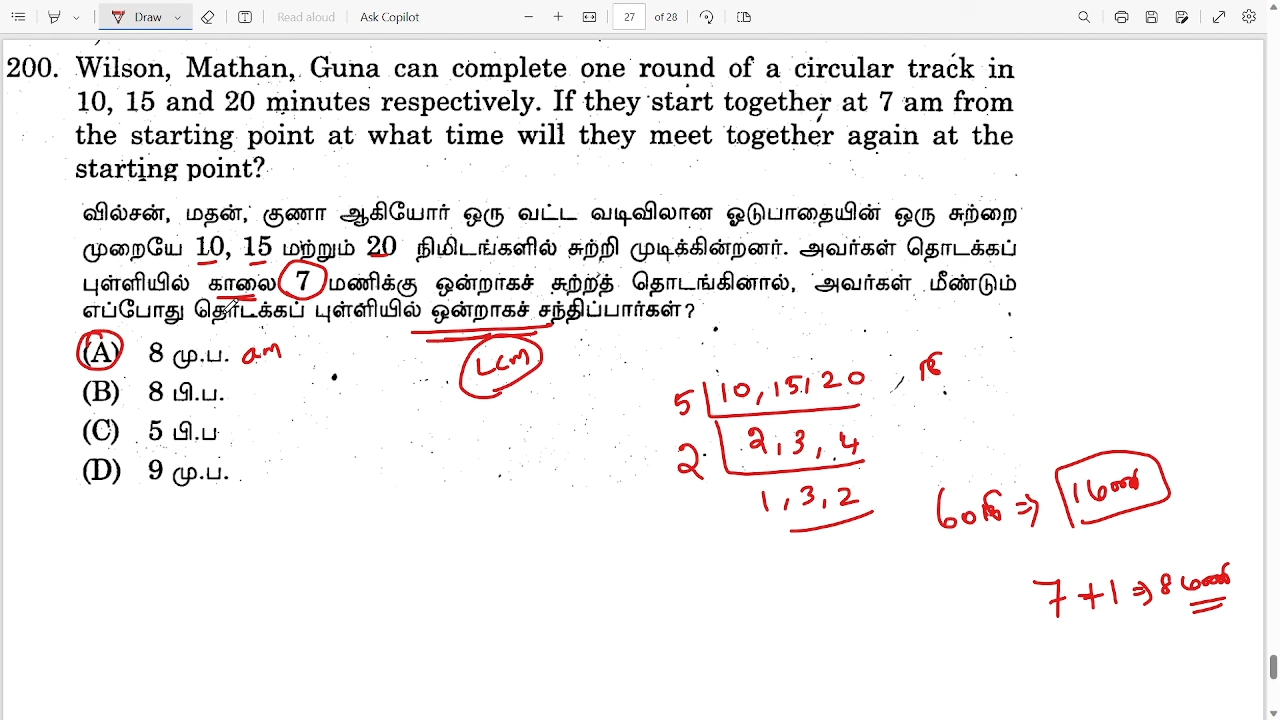 Draw
Read aloud
Ask Copilot
27 of 28
200. Wilson, Mathan, Guna can complete one round of a circular track in
10, 15 and 20 minutes respectively. If they start together at 7 am from
the starting point at what time will they meet together again at the
starting point?
வில்சன், மதன், குணா ஆகியோர் ஒரு வட்ட வடிவிலான ஓடுபாதையின் ஒரு சுற்றை
முறையே 10, 15 மற்றும் 20 நிமிடங்களில் சுற்றி முடிக்கின்றனர். அவர்கள் தொடக்கப்
புள்ளியில் காலை 7 மணிக்கு ஒன்றாகச் சுற்றத் தொடங்கினால், அவர்கள் மீண்டும்
எப்போது தொடக்கப் புள்ளியில் ஒன்றாகச் சந்திப்பார்கள்?
(A) 8 மு.ப. am
(B) 8 பி.ப.
(C) 5 பி.ப
(D) 9 மு.ப.
LCM
5 10, 15, 20 , நி
2 2, 3, 4
1, 3, 2
60நி ⇒ 1 மணி
7 + 1 ⇒ 8 மணி